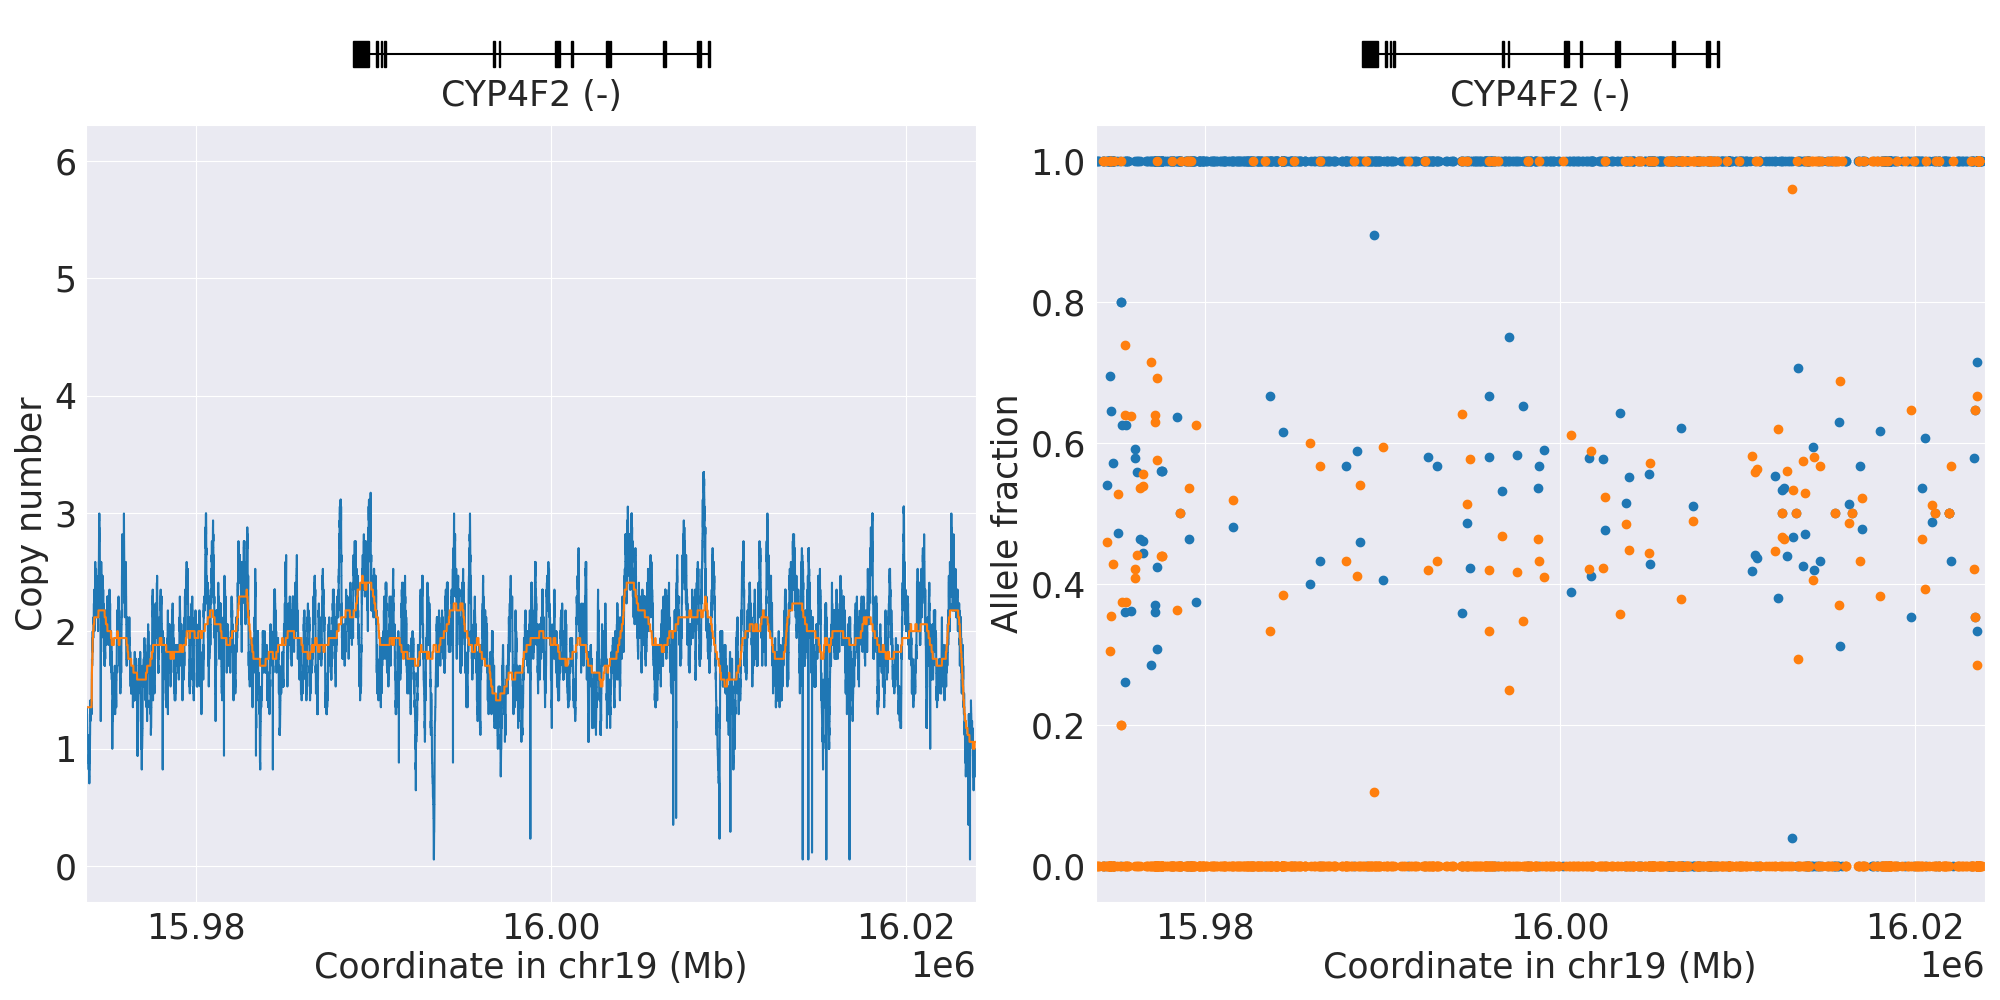 CYP4F2 (-)
6
5
4
3
2
1
0
Copy number
15.98
16.00
16.02
Coordinate in chr19 (Mb)
1e6
CYP4F2 (-)
1.0
0.8
0.6
0.4
0.2
0.0
Allele fraction
15.98
16.00
16.02
Coordinate in chr19 (Mb)
1e6